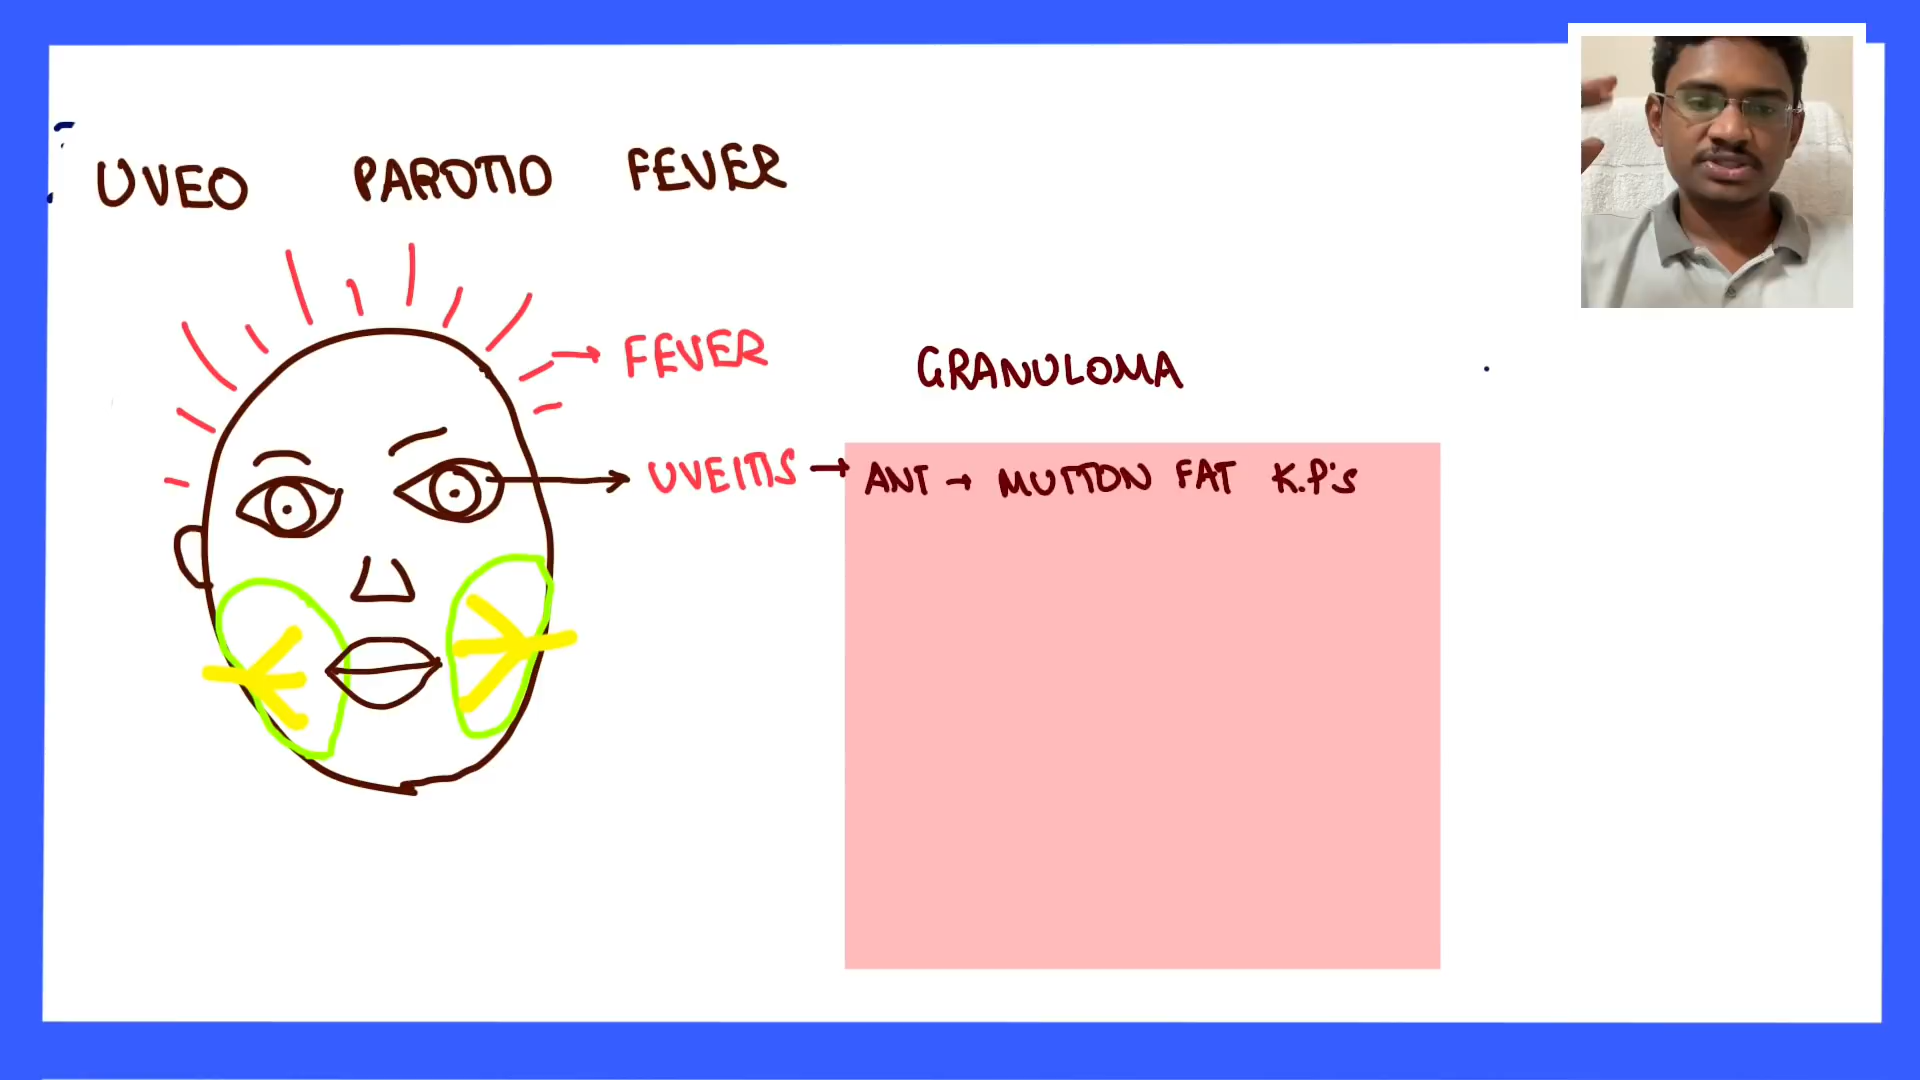 UVEO PAROTID FEVER
FEVER
GRANULOMA
UVEITIS → ANT → MUTTON FAT K.P's